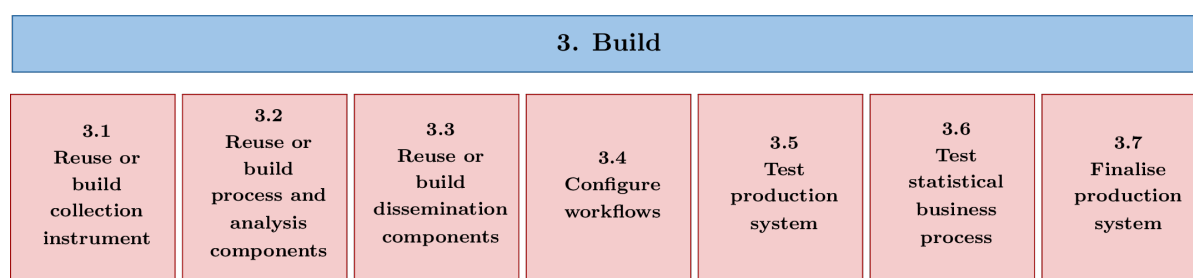 3. Build
3.1
Reuse or
build
collection
instrument
3.2
Reuse or
build
process and
analysis
components
3.3
Reuse or
build
dissemination
components
3.4
Configure
workflows
3.5
Test
production
system
3.6
Test
statistical
business
process
3.7
Finalise
production
system